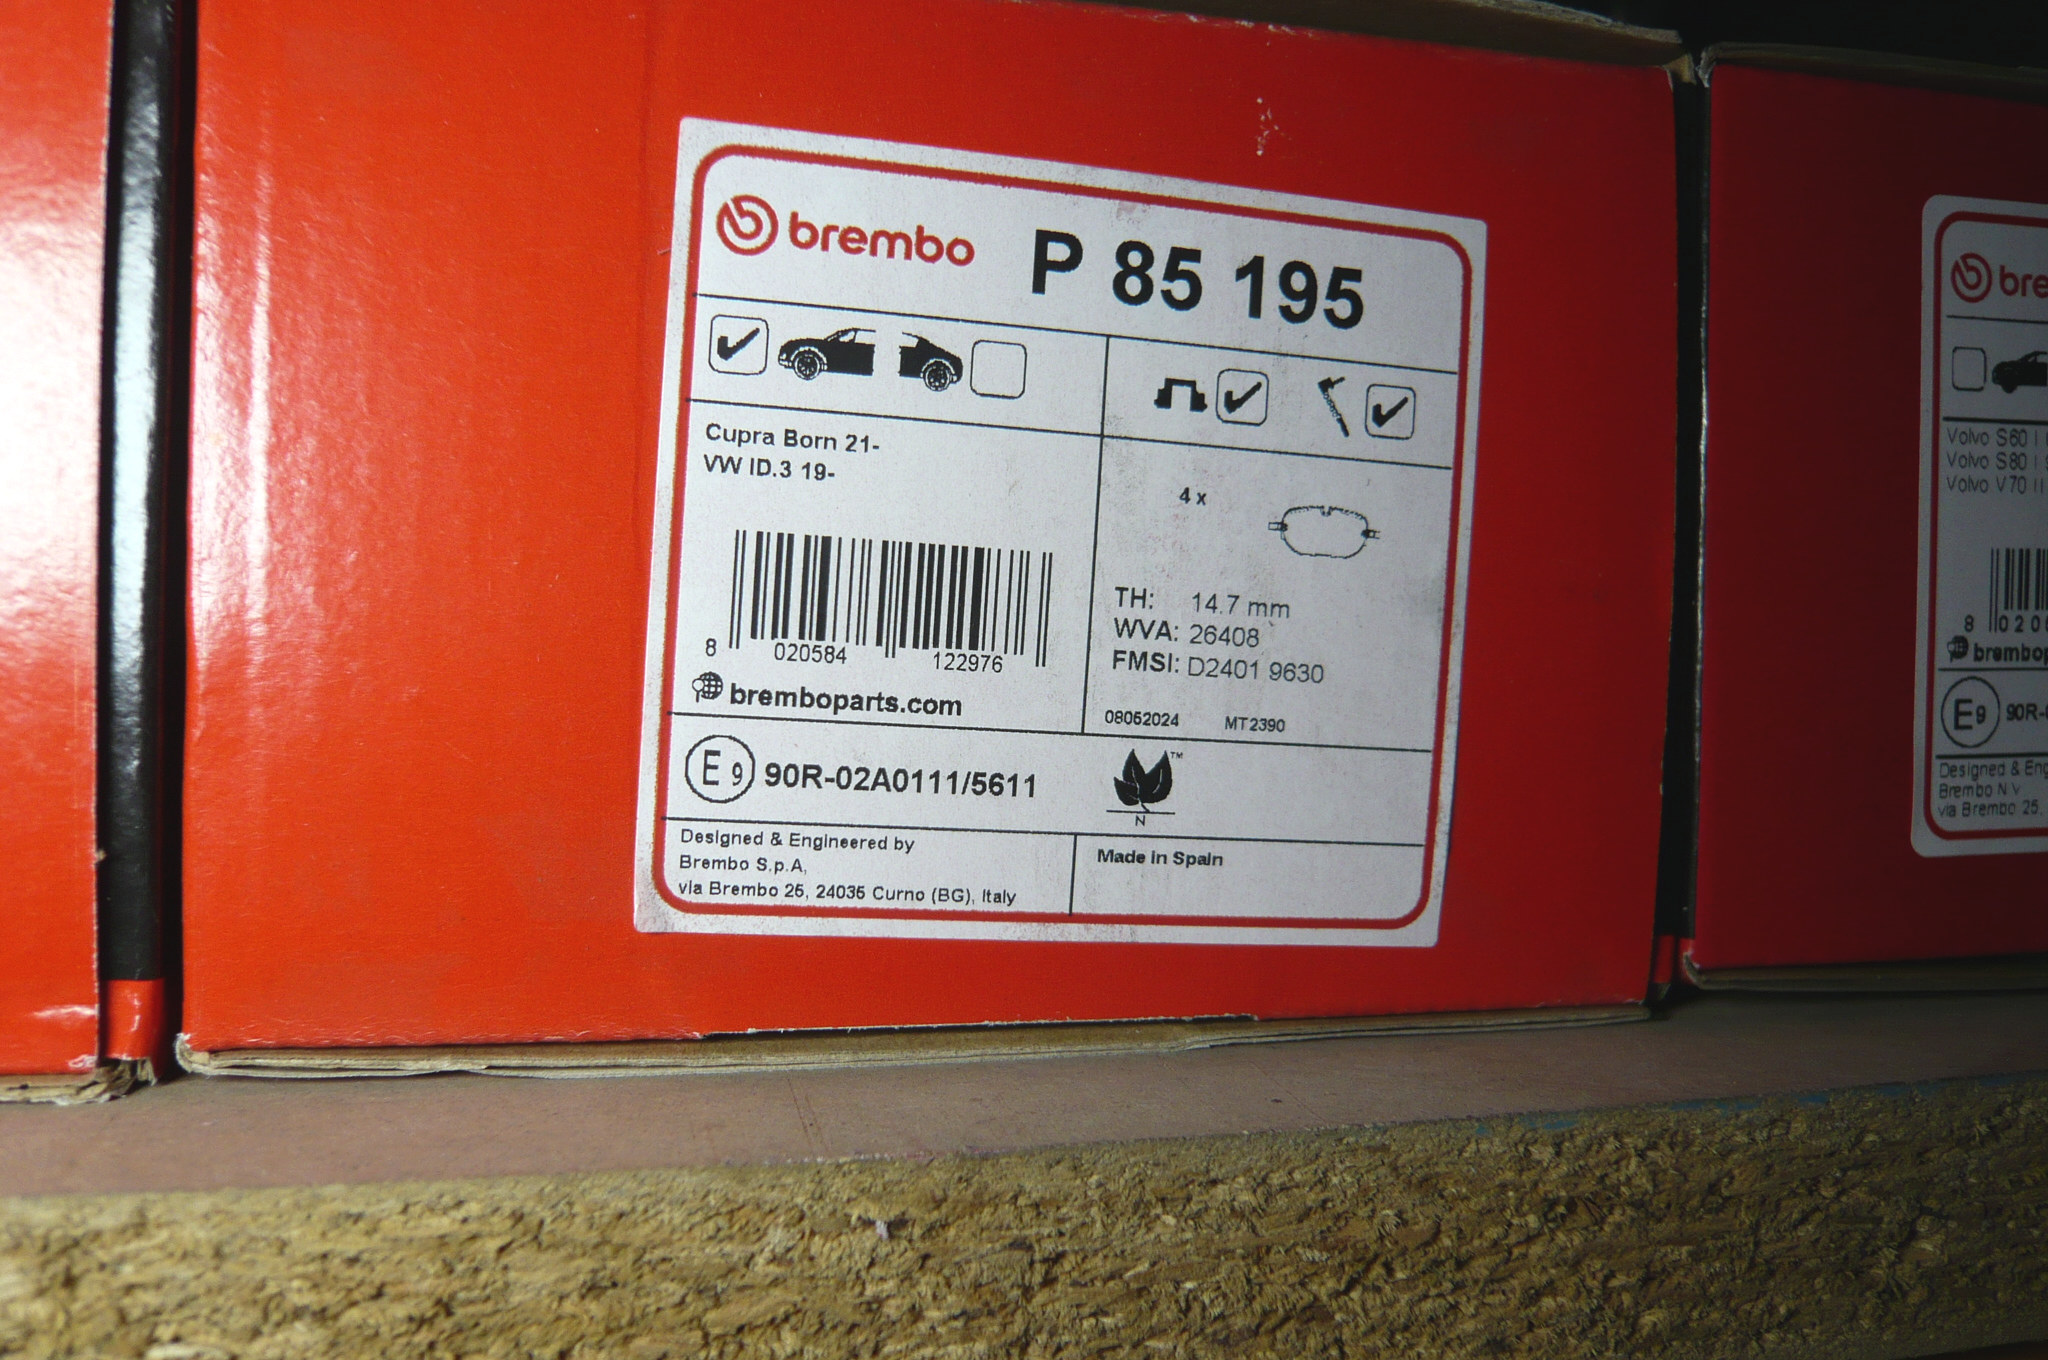 brembo P 85 195
Cupra Born 21-
VW ID.3 19-
4 x
8 020584 122976
bremboparts.com
TH: 14.7 mm
WVA: 26408
FMSI: D2401 9630
08052024 MT2390
E9 90R-02A0111/5611
TM
N
Designed & Engineered by
Brembo S.p.A,
via Brembo 25, 24035 Curno (BG), Italy
Made in Spain
bre
Volvo S60 I
Volvo S80 I
Volvo V70 II
8 020
brembop
E9 90R-
Designed & Eng
Brembo N.V
via Brembo 25,